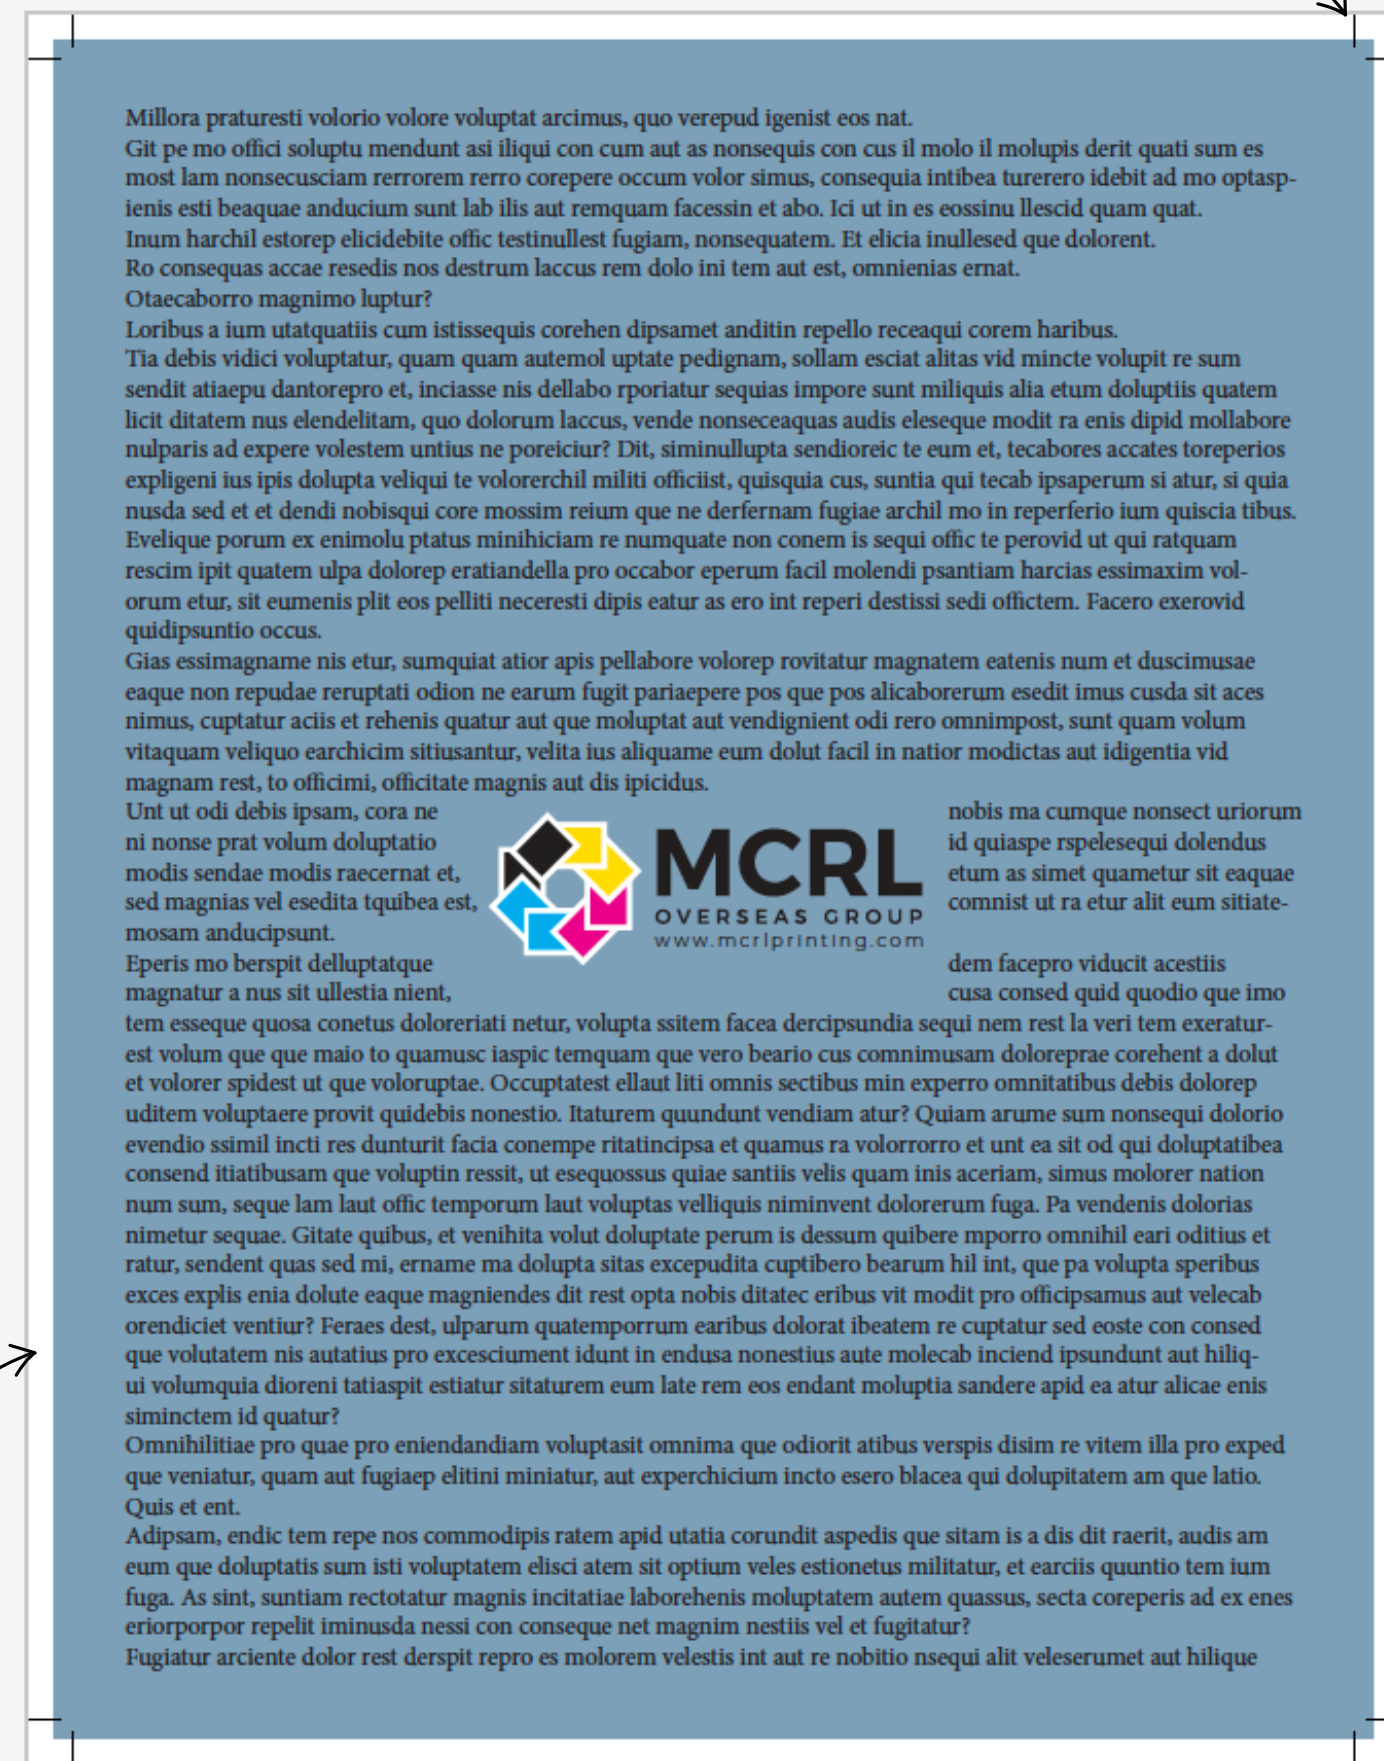 Millora praturesti volorio volore voluptat arcimus, quo verepud igenist eos nat.
Git pe mo offici soluptu mendunt asi iliqui con cum aut as nonsequis con cus il molo il molupis derit quati sum es
most lam nonsecusciam rerrorem rerro corepere occum volor simus, consequia intibea turerero idebit ad mo optasp-
ienis esti beaquae anducium sunt lab ilis aut remquam facessin et abo. Ici ut in es eossinu llescid quam quat.
Inum harchil estorep elicidebite offic testinullest fugiam, nonsequatem. Et elicia inullesed que dolorent.
Ro consequas accae resedis nos destrum laccus rem dolo ini tem aut est, omnienias ernat.
Otaecaborro magnimo luptur?
Loribus a ium utatquatiis cum istissequis corehen dipsamet anditin repello receaqui corem haribus.
Tia debis vidici voluptatur, quam quam autemol uptate pedignam, sollam esciat alitas vid mincte volupit re sum
sendit atiaepu dantorepro et, inciasse nis dellabo rporiatur sequias impore sunt miliquis alia etum doluptiis quatem
licit ditatem nus elendelitam, quo dolorum laccus, vende nonseceaquas audis eleseque modit ra enis dipid mollabore
nulparis ad expere volestem untius ne poreiciur? Dit, siminullupta sendioreic te eum et, tecabores accates toreperios
expligeni ius ipis dolupta veliqui te volorerchil militi officiist, quisquia cus, suntia qui tecab ipsaperum si atur, si quia
nusda sed et et dendi nobisqui core mossim reium que ne derfernam fugiae archil mo in reperferio ium quiscia tibus.
Evelique porum ex enimolu ptatus minihiciam re numquate non conem is sequi offic te perovid ut qui ratquam
rescim ipit quatem ulpa dolorep eratiandella pro occabor eperum facil molendi psantiam harcias essimaxim vol-
orum etur, sit eumenis plit eos pelliti neceresti dipis eatur as ero int reperi destissi sedi offictem. Facero exerovid
quidipsuntio occus.
Gias essimagname nis etur, sumquiat atior apis pellabore volorep rovitatur magnatem eatenis num et duscimusae
eaque non repudae reruptati odion ne earum fugit pariaepere pos que pos alicaborerum esedit imus cusda sit aces
nimus, cuptatur aciis et rehenis quatur aut que moluptat aut vendignient odi rero omnimpost, sunt quam volum
vitaquam veliquo earchicim sitiusantur, velita ius aliquame eum dolut facil in natior modictas aut idigentia vid
magnam rest, to officimi, officitate magnis aut dis ipicidus.
Unt ut odi debis ipsam, cora ne nobis ma cumque nonsect uriorum
ni nonse prat volum doluptatio id quiaspe rspelesequi dolendus
modis sendae modis raecernat et, etum as simet quametur sit eaquae
sed magnias vel esedita tquibea est, comnist ut ra etur alit eum sitiate-
mosam anducipsunt.
MCRL
OVERSEAS GROUP
www.mcrlprinting.com
Eperis mo berspit delluptatque dem facepro viducit acestiis
magnatur a nus sit ullestia nient, cusa consed quid quodio que imo
tem esseque quosa conetus doloreriati netur, volupta ssitem facea dercipsundia sequi nem rest la veri tem exeratur-
est volum que que maio to quamusc iaspic temquam que vero beario cus comnimusam doloreprae corehent a dolut
et volorer spidest ut que voloruptae. Occuptatest ellaut liti omnis sectibus min experro omnitatibus debis dolorep
uditem voluptaere provit quidebis nonestio. Itaturem quundunt vendiam atur? Quiam arume sum nonsequi dolorio
evendio ssimil incti res dunturit facia conempe ritatincipsa et quamus ra volorrorro et unt ea sit od qui doluptatibea
consend itiatibusam que voluptin ressit, ut esequossus quiae santiis velis quam inis aceriam, simus molorer nation
num sum, seque lam laut offic temporum laut voluptas velliquis niminvent dolorerum fuga. Pa vendenis dolorias
nimetur sequae. Gitate quibus, et venihita volut doluptate perum is dessum quibere mporro omnihil eari oditius et
ratur, sendent quas sed mi, ername ma dolupta sitas excepudita cuptibero bearum hil int, que pa volupta speribus
exces explis enia dolute eaque magniendes dit rest opta nobis ditatec eribus vit modit pro officipsamus aut velecab
orendiciet ventiur? Feraes dest, ulparum quatemporrum earibus dolorat ibeatem re cuptatur sed eoste con consed
que volutatem nis autatius pro excesciument idunt in endusa nonestius aute molecab inciend ipsundunt aut hiliq-
ui volumquia dioreni tatiaspit estiatur sitaturem eum late rem eos endant moluptia sandere apid ea atur alicae enis
siminctem id quatur?
Omnihilitiae pro quae pro eniendandiam voluptasit omnima que odiorit atibus verspis disim re vitem illa pro exped
que veniatur, quam aut fugiaep elitini miniatur, aut experchicium incto esero blacea qui dolupitatem am que latio.
Quis et ent.
Adipsam, endic tem repe nos commodipis ratem apid utatia corundit aspedis que sitam is a dis dit raerit, audis am
eum que doluptatis sum isti voluptatem elisci atem sit optium veles estionetus militatur, et earciis quuntio tem ium
fuga. As sint, suntiam rectotatur magnis incitatiae laborehenis moluptatem autem quassus, secta coreperis ad ex enes
eriorporpor repelit iminusda nessi con conseque net magnim nestiis vel et fugitatur?
Fugiatur arciente dolor rest derspit repro es molorem velestis int aut re nobitio nsequi alit veleserumet aut hilique